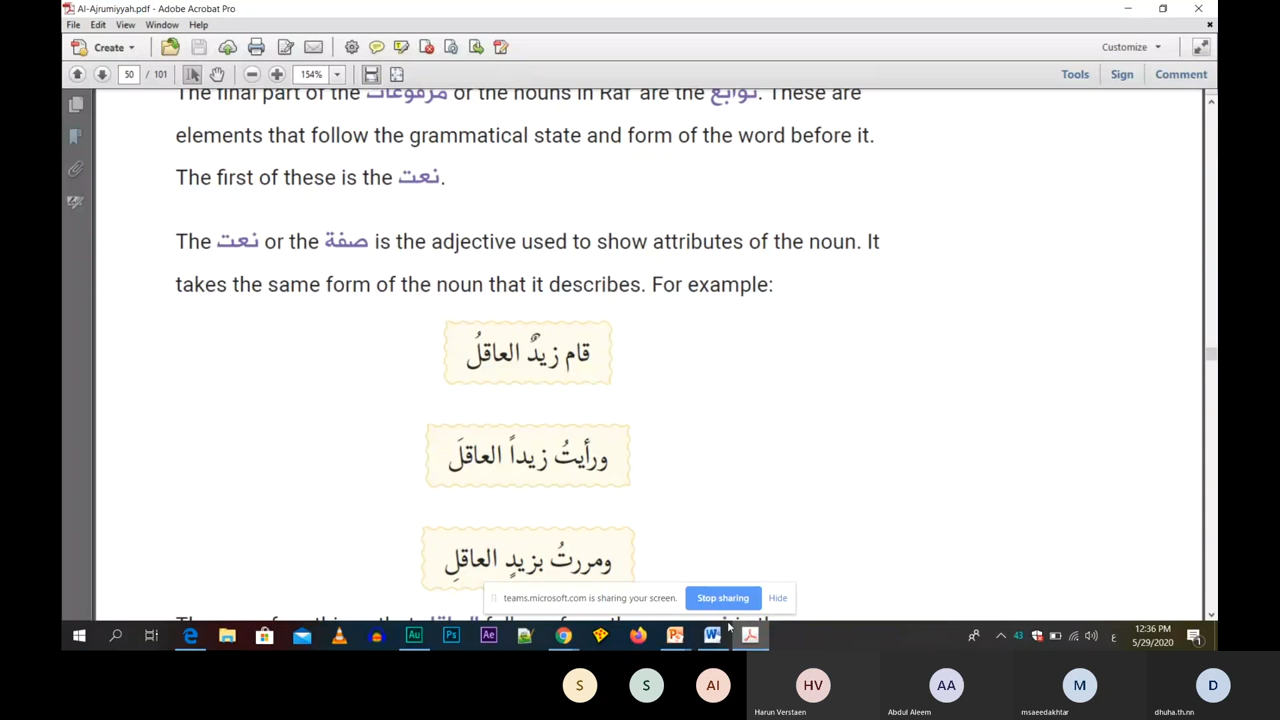 Al-Ajrumiyyah.pdf - Adobe Acrobat Pro
File Edit View Window Help
Create Customize
50 / 101 154% Tools Sign Comment
The final part of the مرفوعات or the nouns in Raf' are the توابع. These are
elements that follow the grammatical state and form of the word before it.
The first of these is the نعت.
The نعت or the صفة is the adjective used to show attributes of the noun. It
takes the same form of the noun that it describes. For example:
قام زيدٌ العاقلُ
ورأيتُ زيداً العاقلَ
ومررتُ بزيدٍ العاقلِ
teams.microsoft.com is sharing your screen. Stop sharing Hide
43 ع 12:36 PM
5/29/2020
S S AI HV AA M D
Harun Verstaen Abdul Aleem msaeedakhtar dhuha.th.nn